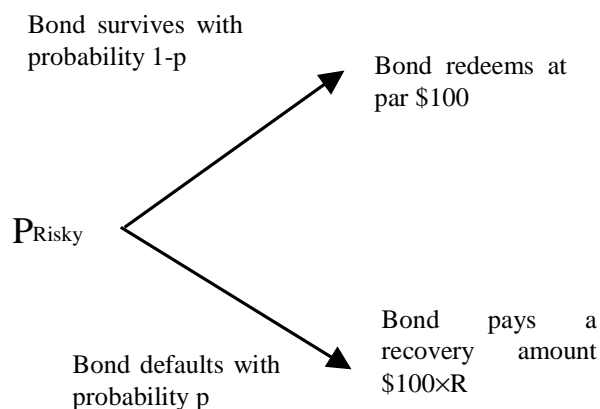 Bond survives with
probability 1-p
Bond redeems at
par $100
PRisky
Bond pays a
recovery amount
$100×R
Bond defaults with
probability p